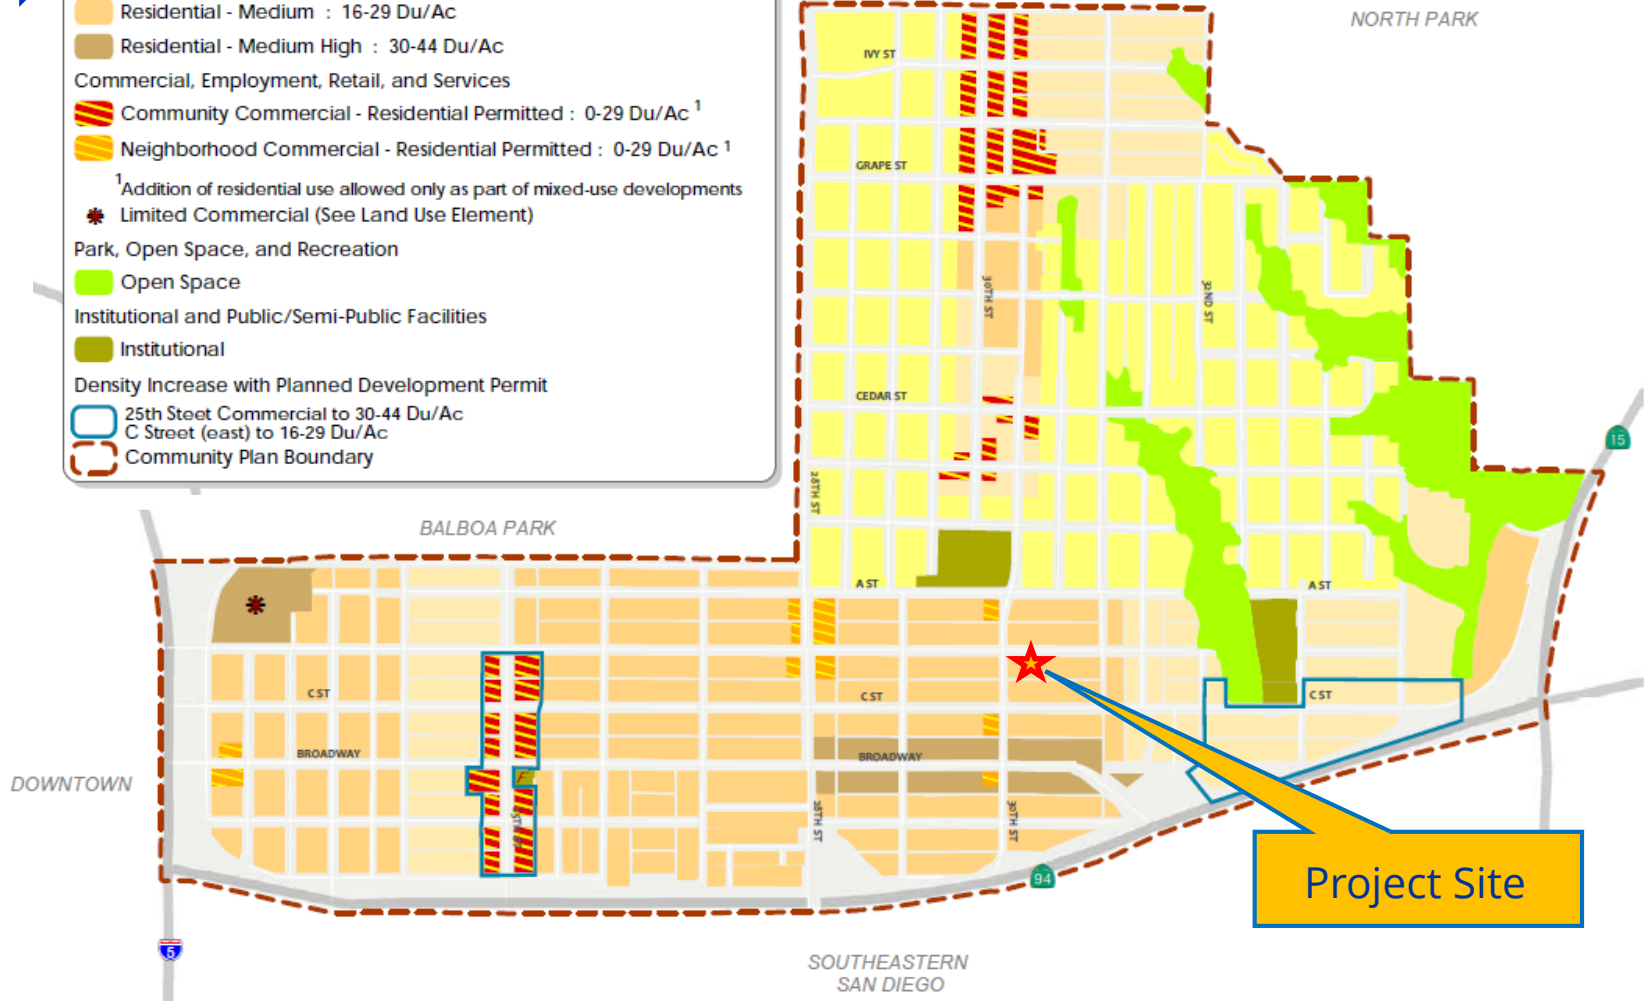 Residential - Medium : 16-29 Du/Ac
Residential - Medium High : 30-44 Du/Ac
Commercial, Employment, Retail, and Services
Community Commercial - Residential Permitted : 0-29 Du/Ac 1
Neighborhood Commercial - Residential Permitted : 0-29 Du/Ac 1
1Addition of residential use allowed only as part of mixed-use developments
Limited Commercial (See Land Use Element)
Park, Open Space, and Recreation
Open Space
Institutional and Public/Semi-Public Facilities
Institutional
Density Increase with Planned Development Permit
25th Steet Commercial to 30-44 Du/Ac
C Street (east) to 16-29 Du/Ac
Community Plan Boundary
NORTH PARK
IVY ST
GRAPE ST
30TH ST
32ND ST
CEDAR ST
15
28TH ST
BALBOA PARK
A ST
A ST
C ST
C ST
C ST
BROADWAY
BROADWAY
DOWNTOWN
F
25TH ST
28TH ST
30TH ST
94
Project Site
5
SOUTHEASTERN
SAN DIEGO